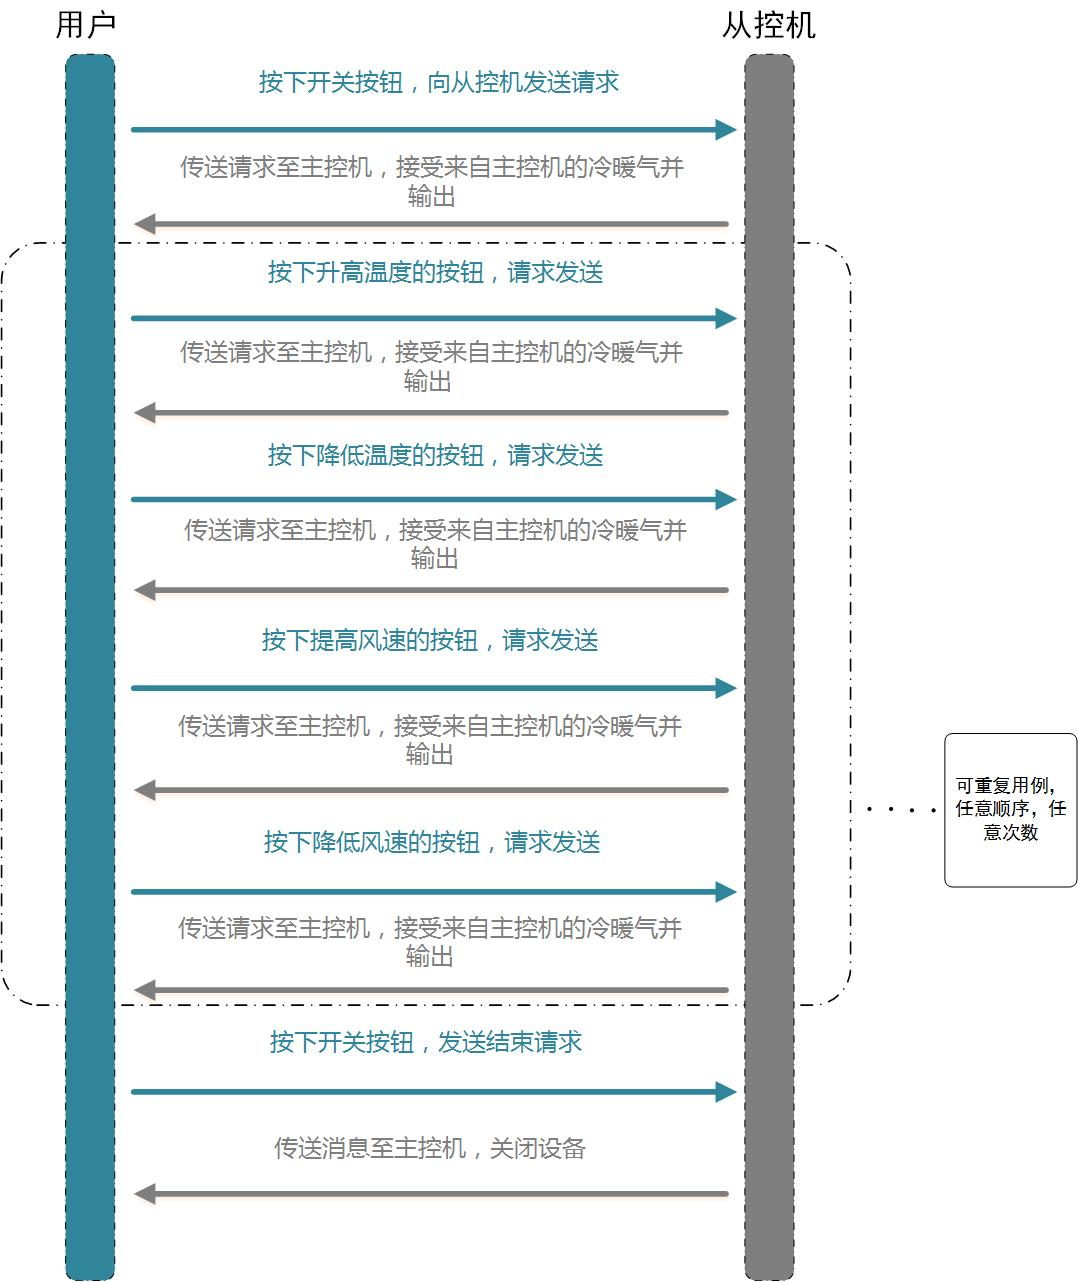 用户
从控机
按下开关按钮，向从控机发送请求
传送请求至主控机，接受来自主控机的冷暖气并
输出
按下升高温度的按钮，请求发送
传送请求至主控机，接受来自主控机的冷暖气并
输出
按下降低温度的按钮，请求发送
传送请求至主控机，接受来自主控机的冷暖气并
输出
按下提高风速的按钮，请求发送
传送请求至主控机，接受来自主控机的冷暖气并
输出
可重复用例，
任意顺序，任
意次数
按下降低风速的按钮，请求发送
传送请求至主控机，接受来自主控机的冷暖气并
输出
按下开关按钮，发送结束请求
传送消息至主控机，关闭设备